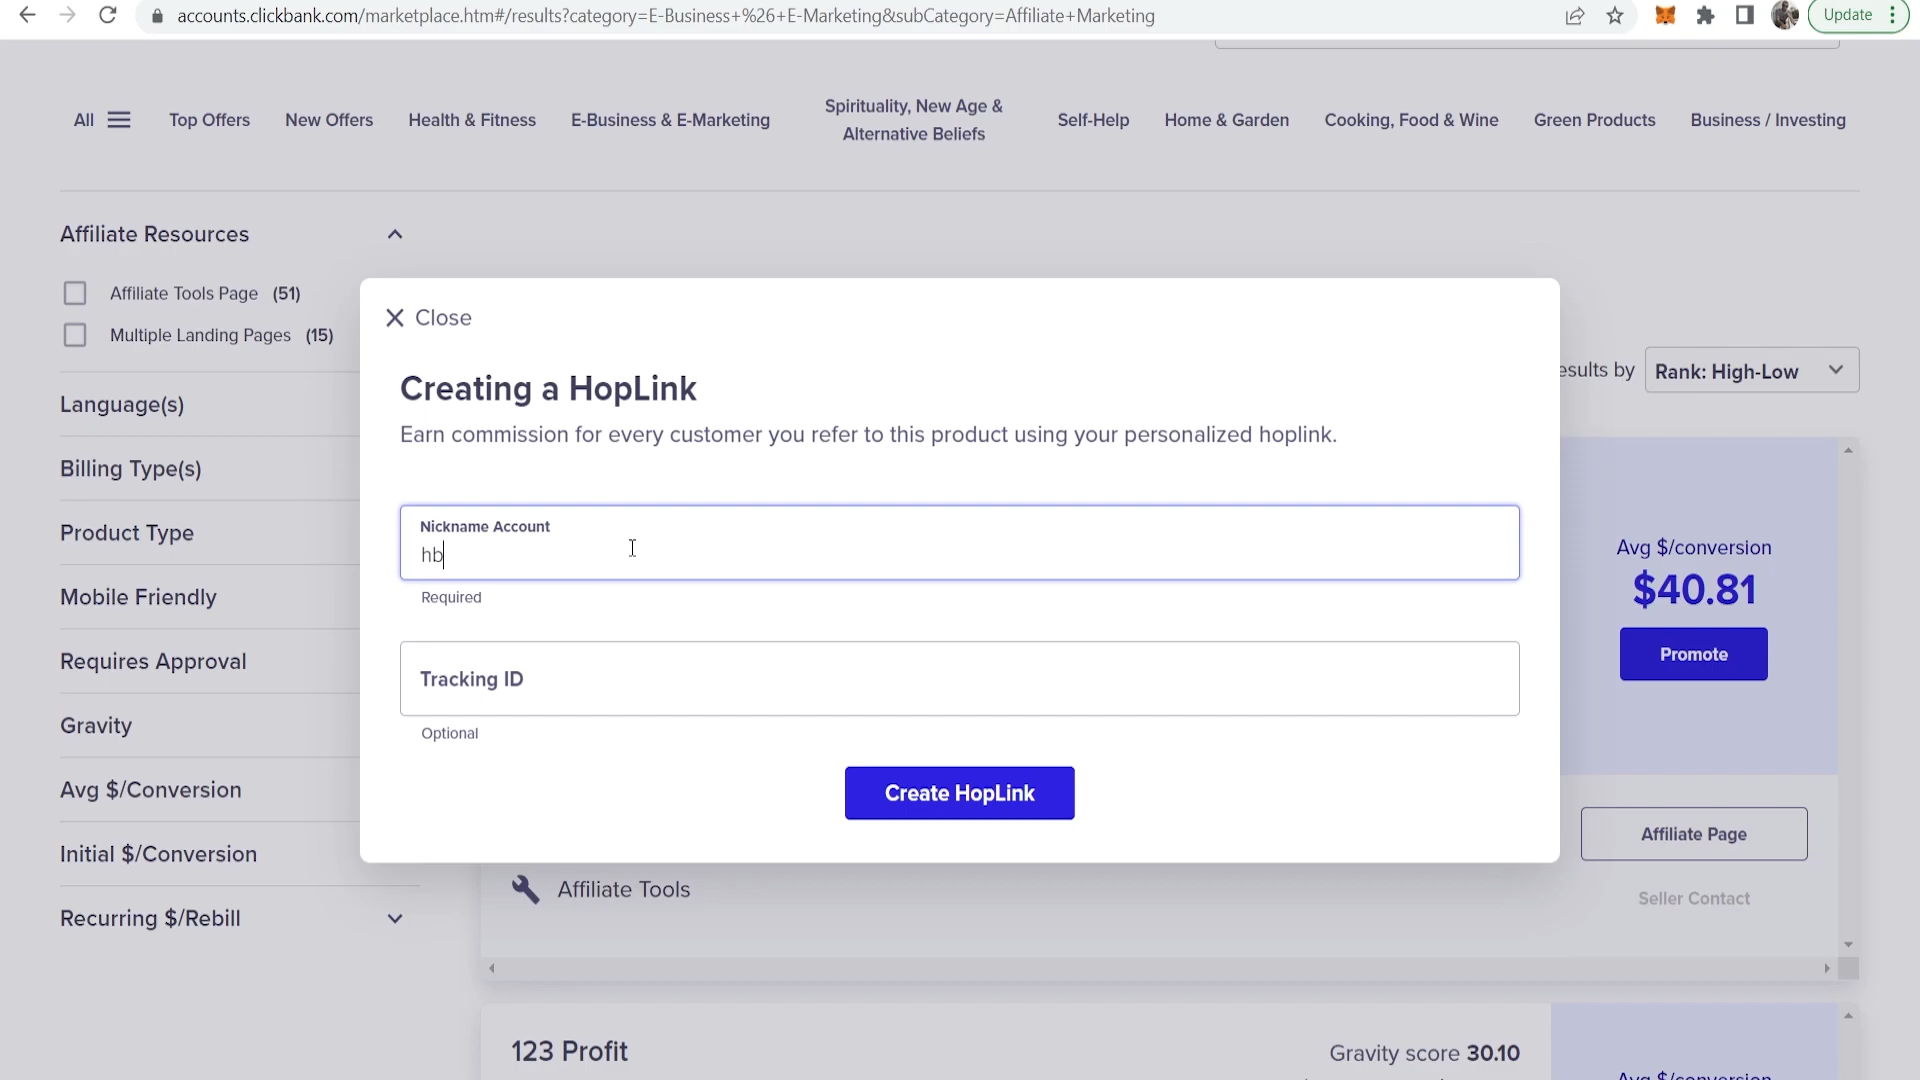 accounts.clickbank.com/marketplace.htm#/results?category=E-Business+%26+E-Marketing&subCategory=Affiliate+Marketing
Update
All
Top Offers
New Offers
Health & Fitness
E-Business & E-Marketing
Spirituality, New Age &
Alternative Beliefs
Self-Help
Home & Garden
Cooking, Food & Wine
Green Products
Business / Investing
Affiliate Resources
Affiliate Tools Page (51)
Multiple Landing Pages (15)
Language(s)
Billing Type(s)
Product Type
Mobile Friendly
Requires Approval
Gravity
Avg $/Conversion
Initial $/Conversion
Recurring $/Rebill
Close
Creating a HopLink
Earn commission for every customer you refer to this product using your personalized hoplink.
Nickname Account
hb
Required
Tracking ID
Optional
Create HopLink
esults by
Rank: High-Low
Avg $/conversion
$40.81
Promote
Affiliate Page
Seller Contact
Affiliate Tools
123 Profit
Gravity score 30.10
Avg $/conversion